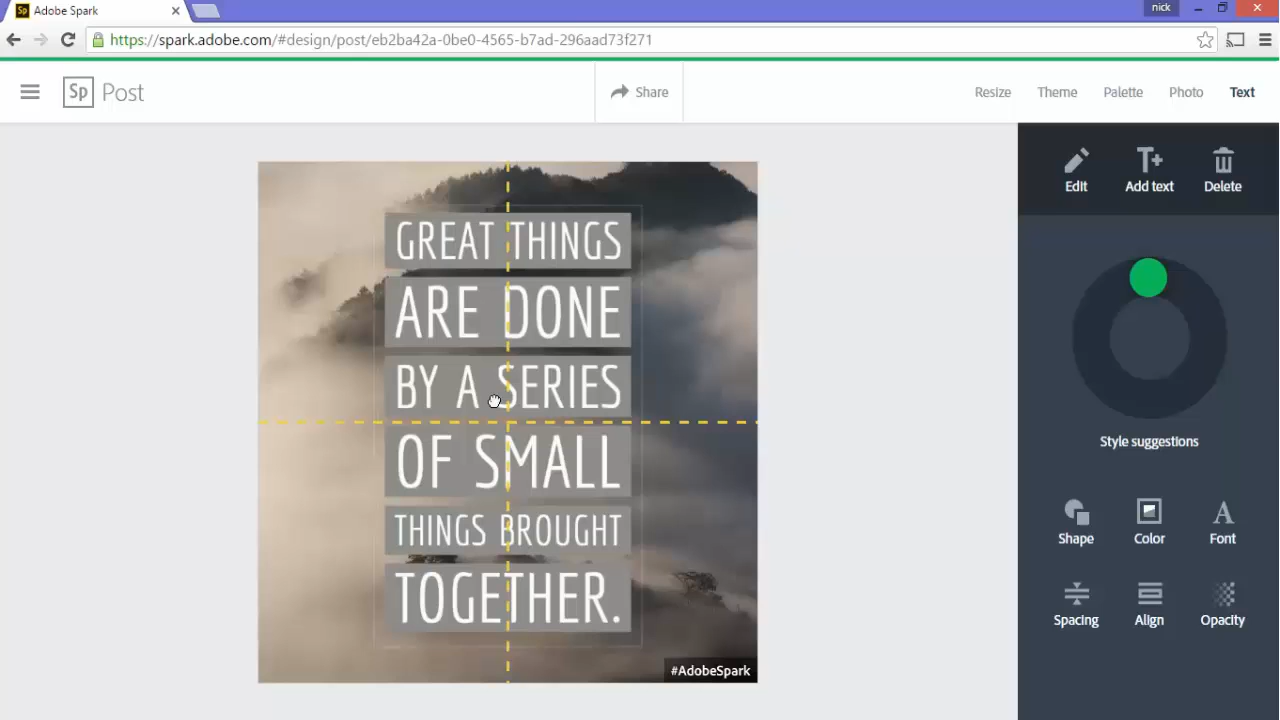 Adobe Spark
nick
https://spark.adobe.com/#design/post/eb2ba42a-0be0-4565-b7ad-296aad73f271
Sp Post
Share
Resize Theme Palette Photo Text
Edit Add text Delete
GREAT THINGS
ARE DONE
BY A SERIES
OF SMALL
THINGS BROUGHT
TOGETHER.
#AdobeSpark
Style suggestions
Shape Color Font
Spacing Align Opacity